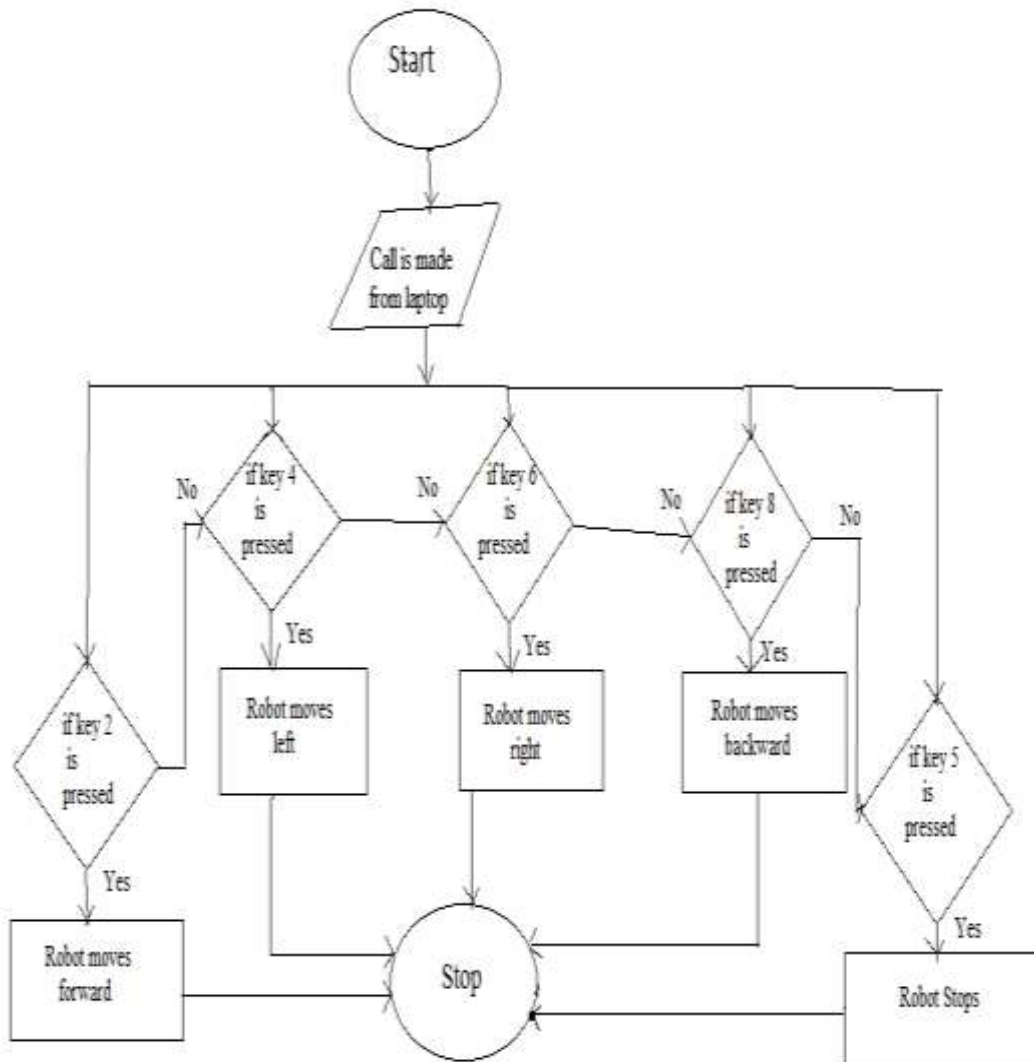 Start
Call is made
from laptop
if key 4
is
pressed
No
Yes
if key 6
is
pressed
No
Yes
if key 8
is
pressed
No
Yes
No
Robot moves
left
Robot moves
right
Robot moves
backward
if key 2
is
pressed
Yes
if key 5
is
pressed
Yes
Robot moves
forward
Stop
Robot Stops